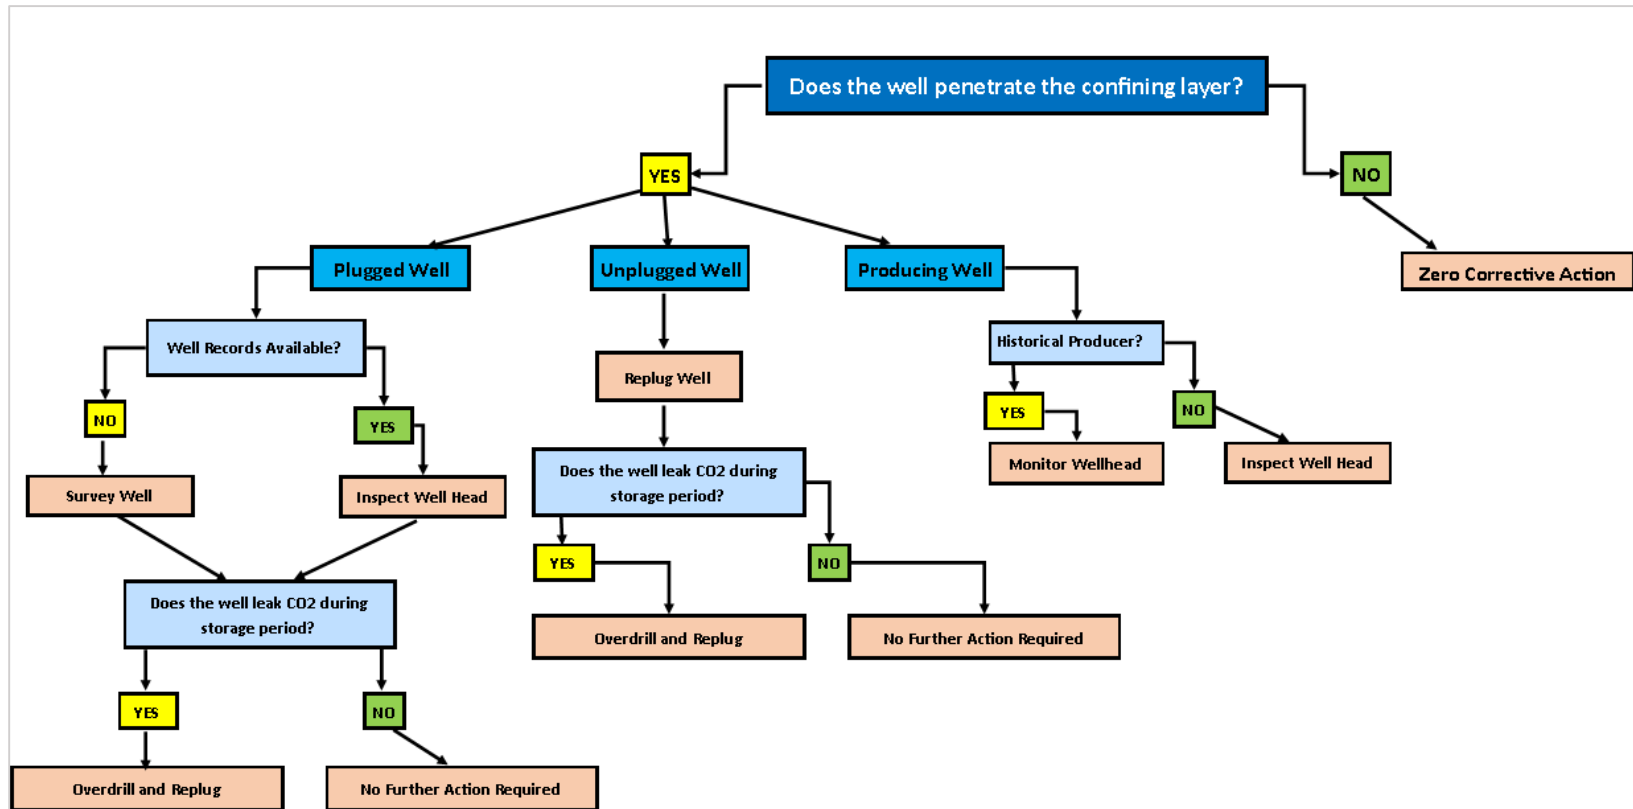 Does the well penetrate the confining layer?
YES
NO
Plugged Well
Unplugged Well
Producing Well
Zero Corrective Action
Well Records Available?
Historical Producer?
Replug Well
NO
YES
YES
NO
Monitor Wellhead
Inspect Well Head
Survey Well
Inspect Well Head
Does the well leak CO2 during
storage period?
YES
NO
Does the well leak CO2 during
storage period?
Overdrill and Replug
No Further Action Required
YES
NO
Overdrill and Replug
No Further Action Required